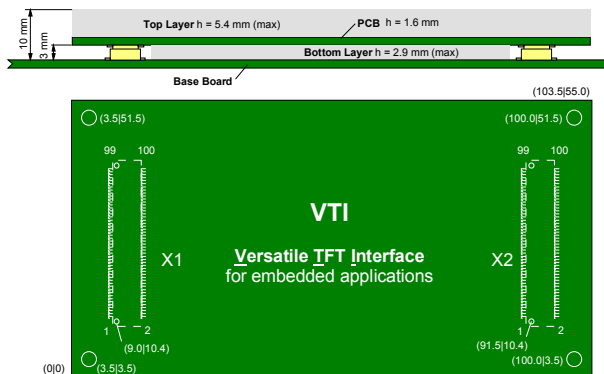 Top Layer h = 5.4 mm (max)
PCB h = 1.6 mm
10 mm
3 mm
Bottom Layer h = 2.9 mm (max)
Base Board
(103.5|55.0)
(3.5|51.5)
(100.0|51.5)
99 100
99 100
VTI
X1
Versatile TFT Interface
X2
for embedded applications
1 2
1 2
(9.0|10.4)
(91.5|10.4)
(0|0)
(3.5|3.5)
(100.0|3.5)